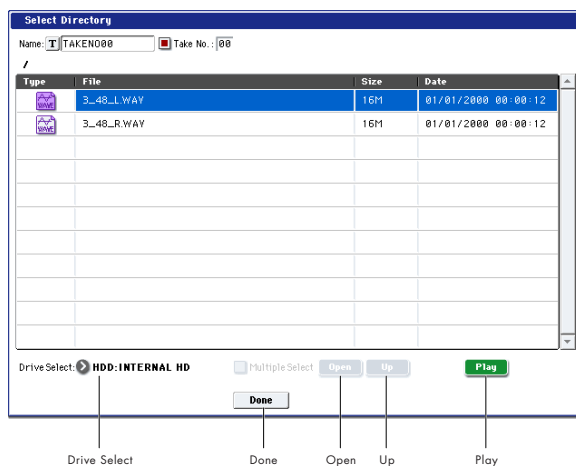 Select Directory
Name: T TAKENO00 Take No.: 00
/
Type File Size Date
WAVE 3_48_L.WAV 16M 01/01/2000 00:00:12
WAVE 3_48_R.WAV 16M 01/01/2000 00:00:12
Drive Select: HDD:INTERNAL HD Multiple Select Open Up Play
Done
Drive Select Done Open Up Play